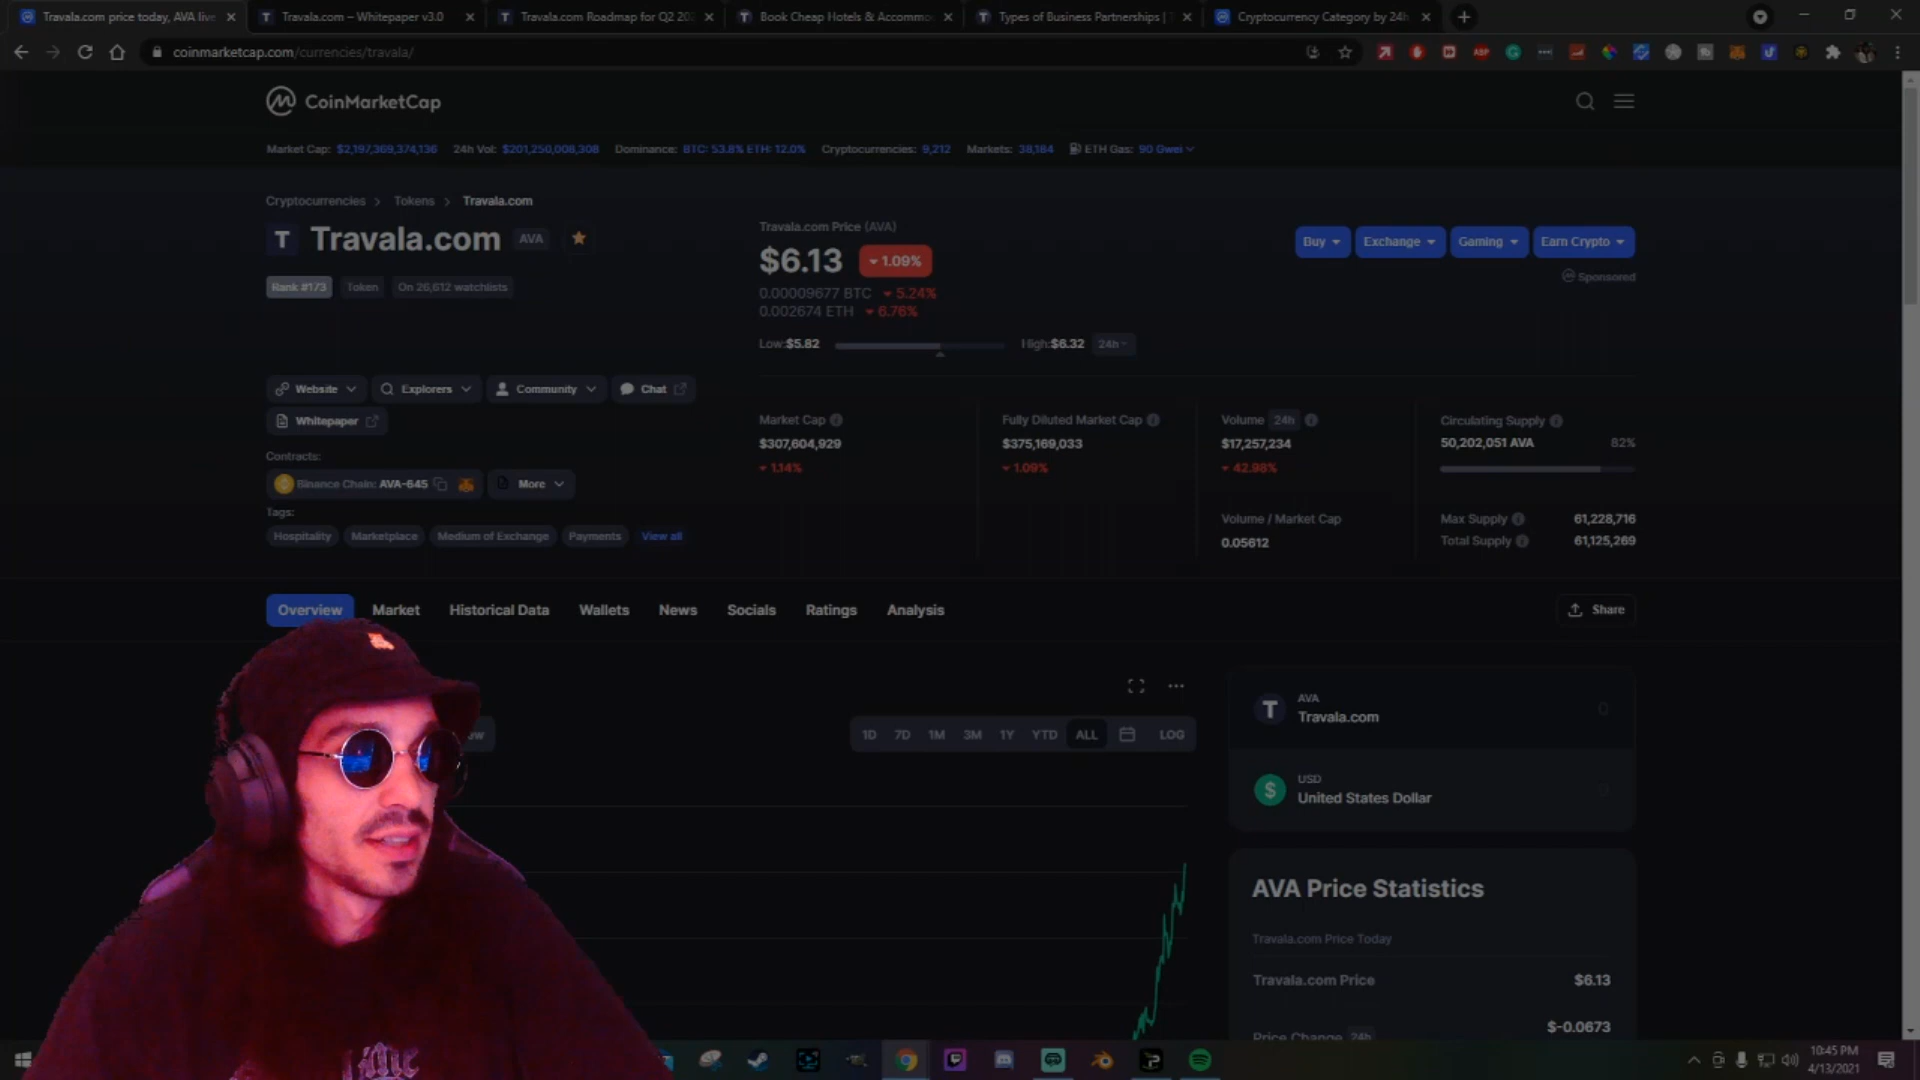 Travala.com price today, AVA live
Travala.com – Whitepaper v3.0
Travala.com Roadmap for Q2 202
Book Cheap Hotels & Accommo
Types of Business Partnerships |
Cryptocurrency Category by 24h
coinmarketcap.com/currencies/travala/
ABP
CoinMarketCap
Market Cap: $2,197,369,374,136 24h Vol: $201,250,008,308 Dominance: BTC: 53.8% ETH: 12.0% Cryptocurrencies: 9,212 Markets: 38,184 ETH Gas: 90 Gwei
Cryptocurrencies > Tokens > Travala.com
T Travala.com AVA
Rank #173 Token On 26,612 watchlists
Travala.com Price (AVA)
$6.13 1.09%
0.00009677 BTC 5.24%
0.002674 ETH 6.76%
Low:$5.82 High:$6.32 24h
Buy Exchange Gaming Earn Crypto
Sponsored
Website Explorers Community Chat
Whitepaper
Contracts:
Binance Chain: AVA-645 More
Tags:
Hospitality Marketplace Medium of Exchange Payments View all
Market Cap
$307,604,929
1.14%
Fully Diluted Market Cap
$375,169,033
1.09%
Volume 24h
$17,257,234
42.98%
Volume / Market Cap
0.05612
Circulating Supply
50,202,051 AVA 82%
Max Supply 61,228,716
Total Supply 61,125,269
Overview Market Historical Data Wallets News Socials Ratings Analysis
Share
1D 7D 1M 3M 1Y YTD ALL LOG
T AVA
Travala.com 0
$ USD
United States Dollar 0
AVA Price Statistics
Travala.com Price Today
Travala.com Price $6.13
Price Change 24h $-0.0673
10:45 PM
4/13/2021